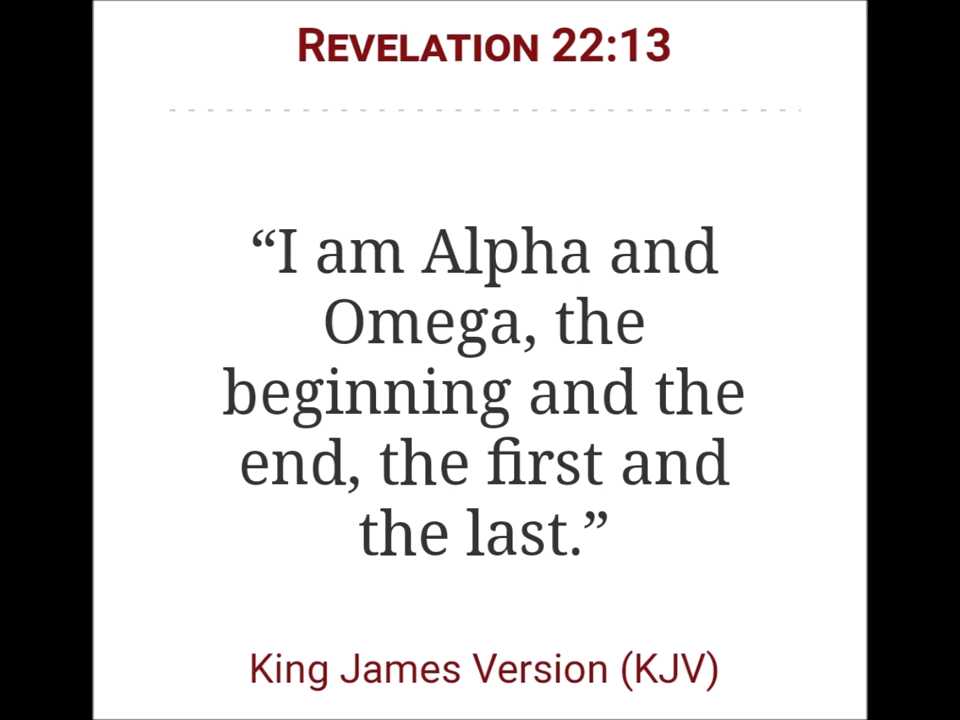 Revelation 22:13
“I am Alpha and
Omega, the
beginning and the
end, the first and
the last.”
King James Version (KJV)